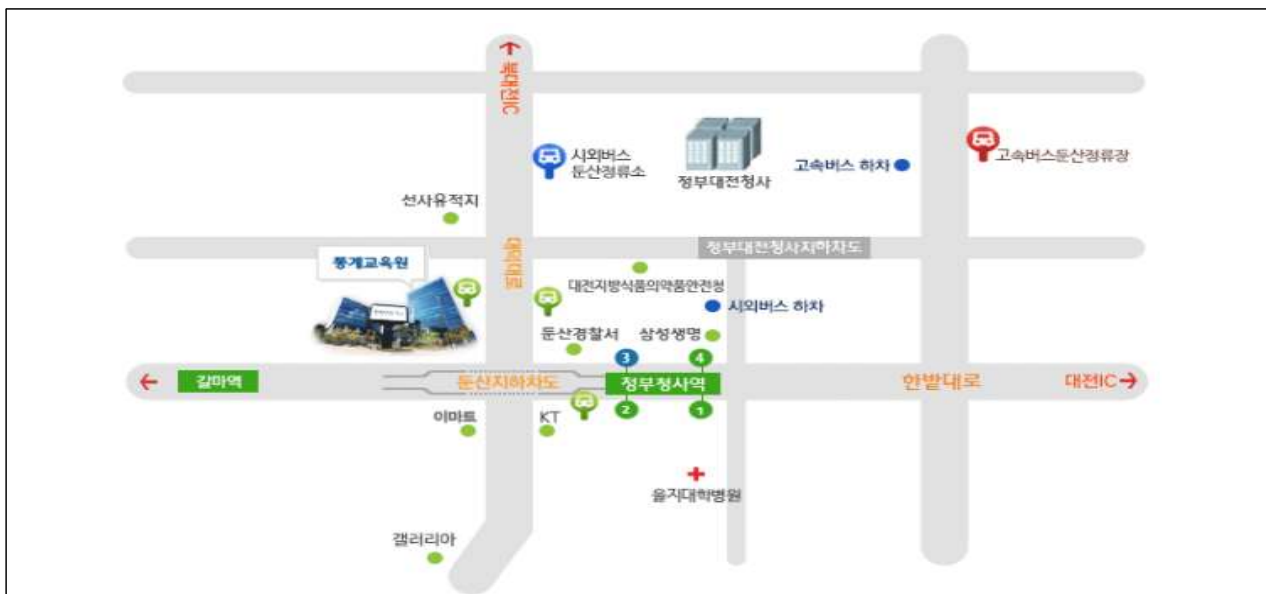 북대전IC
시외버스
둔산정류소
정부대전청사
고속버스 하차
고속버스둔산정류장
선사유적지
대덕대로
정부대전청사지하차도
통계교육원
대전지방식품의약품안전청
시외버스 하차
둔산경찰서
삼성생명
3
4
갈마역
둔산지하차도
정부청사역
한밭대로
대전IC
2
1
이마트
KT
을지대학병원
갤러리아